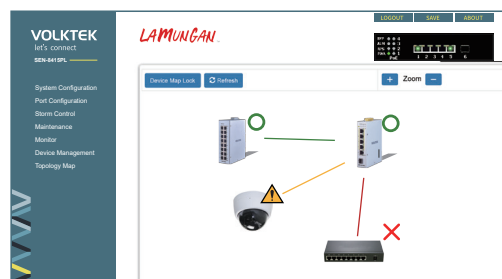 VOLKTEK
let's connect
SEN-8415PL
System Configuration
Port Configuration
Storm Control
Maintenance
Monitor
Device Management
Topology Map
LAMUNGAN
LOGOUT SAVE ABOUT
PoE
1 2 3 4 5 6
Device Map Lock
Refresh
+ Zoom −